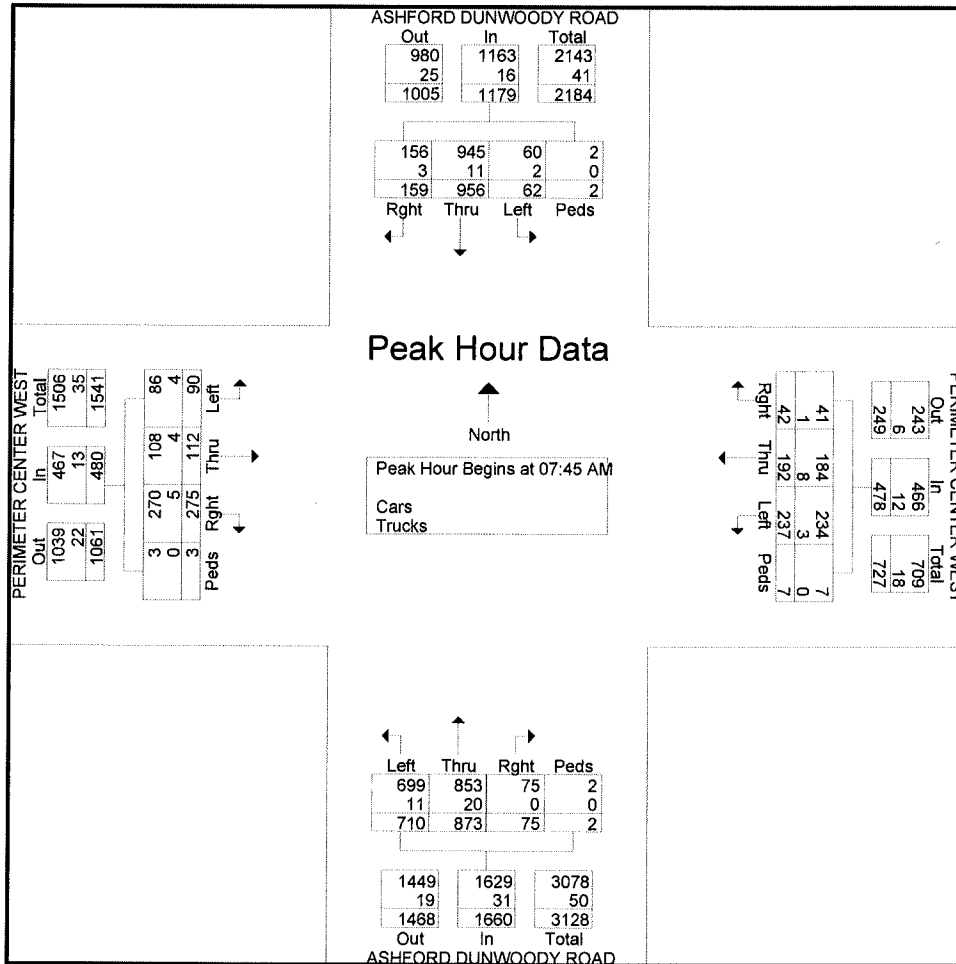 ASHFORD DUNWOODY ROAD
Out In Total
980 1163 2143
25 16 41
1005 1179 2184
156 945 60 2
3 11 2 0
159 956 62 2
Rght Thru Left Peds
Peak Hour Data
North
Peak Hour Begins at 07:45 AM
Cars
Trucks
PERIMETER CENTER WEST
Total In Out
1506 467 1039
35 13 22
1541 480 1061
86 108 270 3
4 4 5 0
90 112 275 3
Left Thru Rght Peds
PERIMETER CENTER WEST
Out In Total
243 466 709
6 12 18
249 478 727
41 184 234 7
1 8 3 0
42 192 237 7
Rght Thru Left Peds
Left Thru Rght Peds
699 853 75 2
11 20 0 0
710 873 75 2
1449 1629 3078
19 31 50
1468 1660 3128
Out In Total
ASHFORD DUNWOODY ROAD